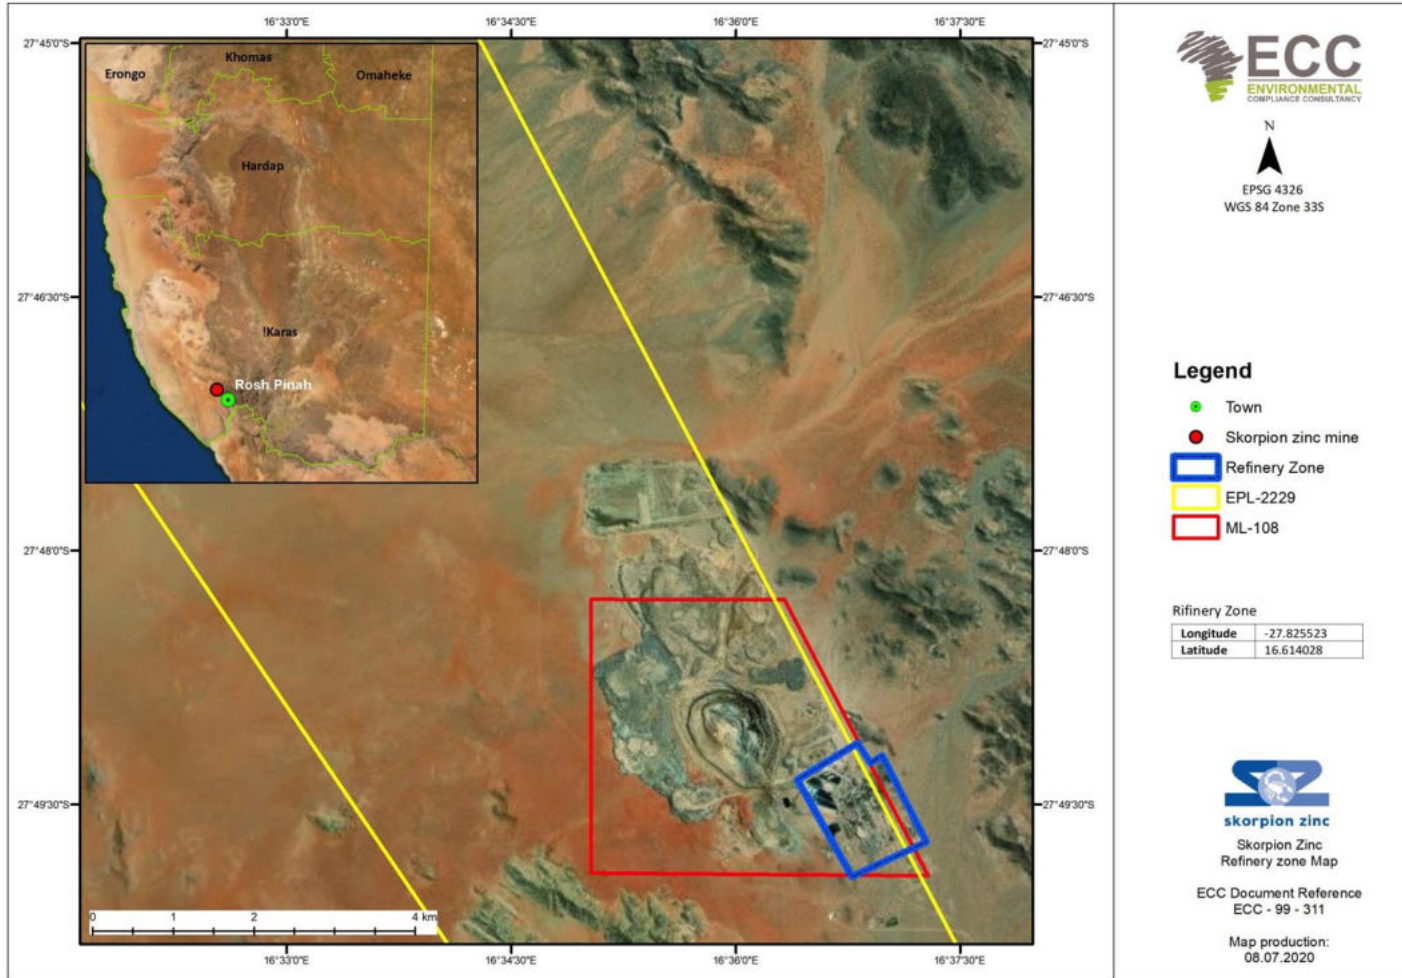 16°33'0"E
16°34'30"E
16°36'0"E
16°37'30"E
27°45'0"S
27°45'0"S
Erongo
Khomas
Omaheke
Hardap
!Karas
Rosh Pinah
27°46'30"S
27°46'30"S
27°48'0"S
27°48'0"S
27°49'30"S
27°49'30"S
0 1 2 4 km
16°33'0"E
16°34'30"E
16°36'0"E
16°37'30"E
ECC
ENVIRONMENTAL
COMPLIANCE CONSULTANCY
N
EPSG 4326
WGS 84 Zone 33S
Legend
Town
Skorpion zinc mine
Refinery Zone
EPL-2229
ML-108
Rifinery Zone
Longitude -27.825523
Latitude 16.614028
skorpion zinc
Skorpion Zinc
Refinery zone Map
ECC Document Reference
ECC - 99 - 311
Map production:
08.07.2020